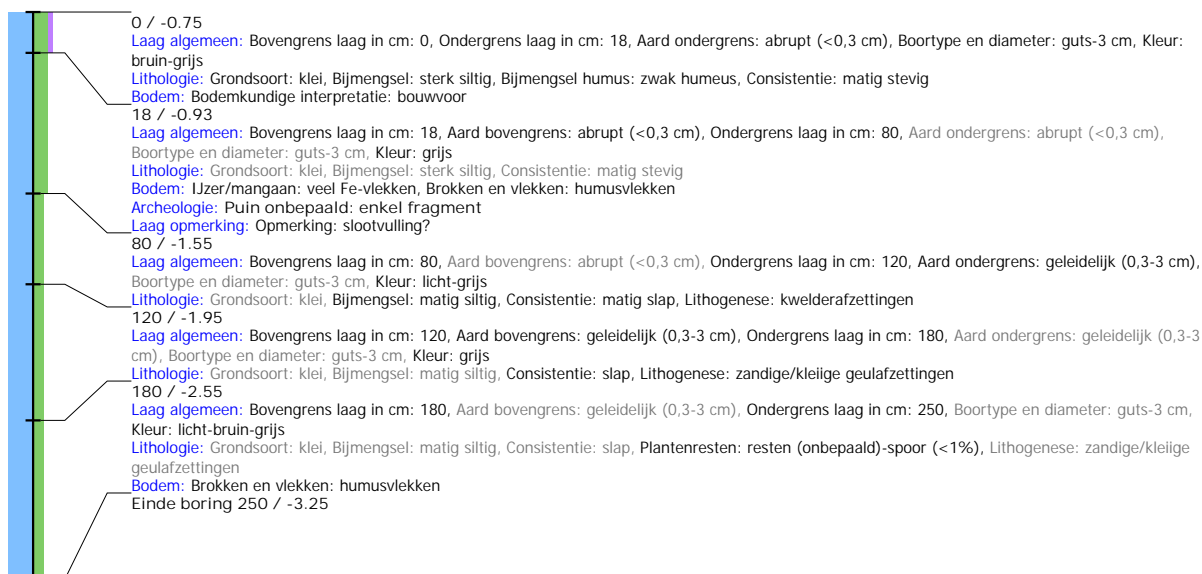 0 / -0.75
Laag algemeen: Bovengrens laag in cm: 0, Ondergrens laag in cm: 18, Aard ondergrens: abrupt (<0,3 cm), Boortype en diameter: guts-3 cm, Kleur:
bruin-grijs
Lithologie: Grondsoort: klei, Bijmengsel: sterk siltig, Bijmengsel humus: zwak humeus, Consistentie: matig stevig
Bodem: Bodemkundige interpretatie: bouwvoor
18 / -0.93
Laag algemeen: Bovengrens laag in cm: 18, Aard bovengrens: abrupt (<0,3 cm), Ondergrens laag in cm: 80, Aard ondergrens: abrupt (<0,3 cm),
Boortype en diameter: guts-3 cm, Kleur: grijs
Lithologie: Grondsoort: klei, Bijmengsel: sterk siltig, Consistentie: matig stevig
Bodem: IJzer/mangaan: veel Fe-vlekken, Brokken en vlekken: humusvlekken
Archeologie: Puin onbepaald: enkel fragment
Laag opmerking: Opmerking: slootvulling?
80 / -1.55
Laag algemeen: Bovengrens laag in cm: 80, Aard bovengrens: abrupt (<0,3 cm), Ondergrens laag in cm: 120, Aard ondergrens: geleidelijk (0,3-3 cm),
Boortype en diameter: guts-3 cm, Kleur: licht-grijs
Lithologie: Grondsoort: klei, Bijmengsel: matig siltig, Consistentie: matig slap, Lithogenese: kwelderafzettingen
120 / -1.95
Laag algemeen: Bovengrens laag in cm: 120, Aard bovengrens: geleidelijk (0,3-3 cm), Ondergrens laag in cm: 180, Aard ondergrens: geleidelijk (0,3-3
cm), Boortype en diameter: guts-3 cm, Kleur: grijs
Lithologie: Grondsoort: klei, Bijmengsel: matig siltig, Consistentie: slap, Lithogenese: zandige/kleiige geulafzettingen
180 / -2.55
Laag algemeen: Bovengrens laag in cm: 180, Aard bovengrens: geleidelijk (0,3-3 cm), Ondergrens laag in cm: 250, Boortype en diameter: guts-3 cm,
Kleur: licht-bruin-grijs
Lithologie: Grondsoort: klei, Bijmengsel: matig siltig, Consistentie: slap, Plantenresten: resten (onbepaald)-spoor (<1%), Lithogenese: zandige/kleiige
geulafzettingen
Bodem: Brokken en vlekken: humusvlekken
Einde boring 250 / -3.25